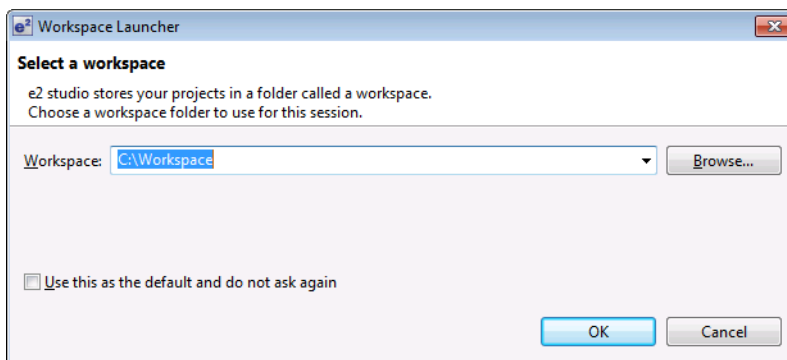 e² Workspace Launcher
Select a workspace
e2 studio stores your projects in a folder called a workspace.
Choose a workspace folder to use for this session.
Workspace: C:\Workspace Browse...
Use this as the default and do not ask again
OK Cancel